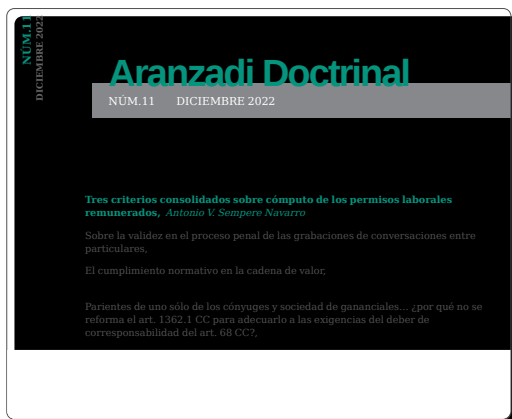 NÚM.11
DICIEMBRE 2022
Aranzadi Doctrinal
NÚM.11 DICIEMBRE 2022
Tres criterios consolidados sobre cómputo de los permisos laborales
remunerados, Antonio V. Sempere Navarro
Sobre la validez en el proceso penal de las grabaciones de conversaciones entre
particulares,
El cumplimiento normativo en la cadena de valor,
Parientes de uno sólo de los cónyuges y sociedad de gananciales... ¿por qué no se
reforma el art. 1362.1 CC para adecuarlo a las exigencias del deber de
corresponsabilidad del art. 68 CC?,